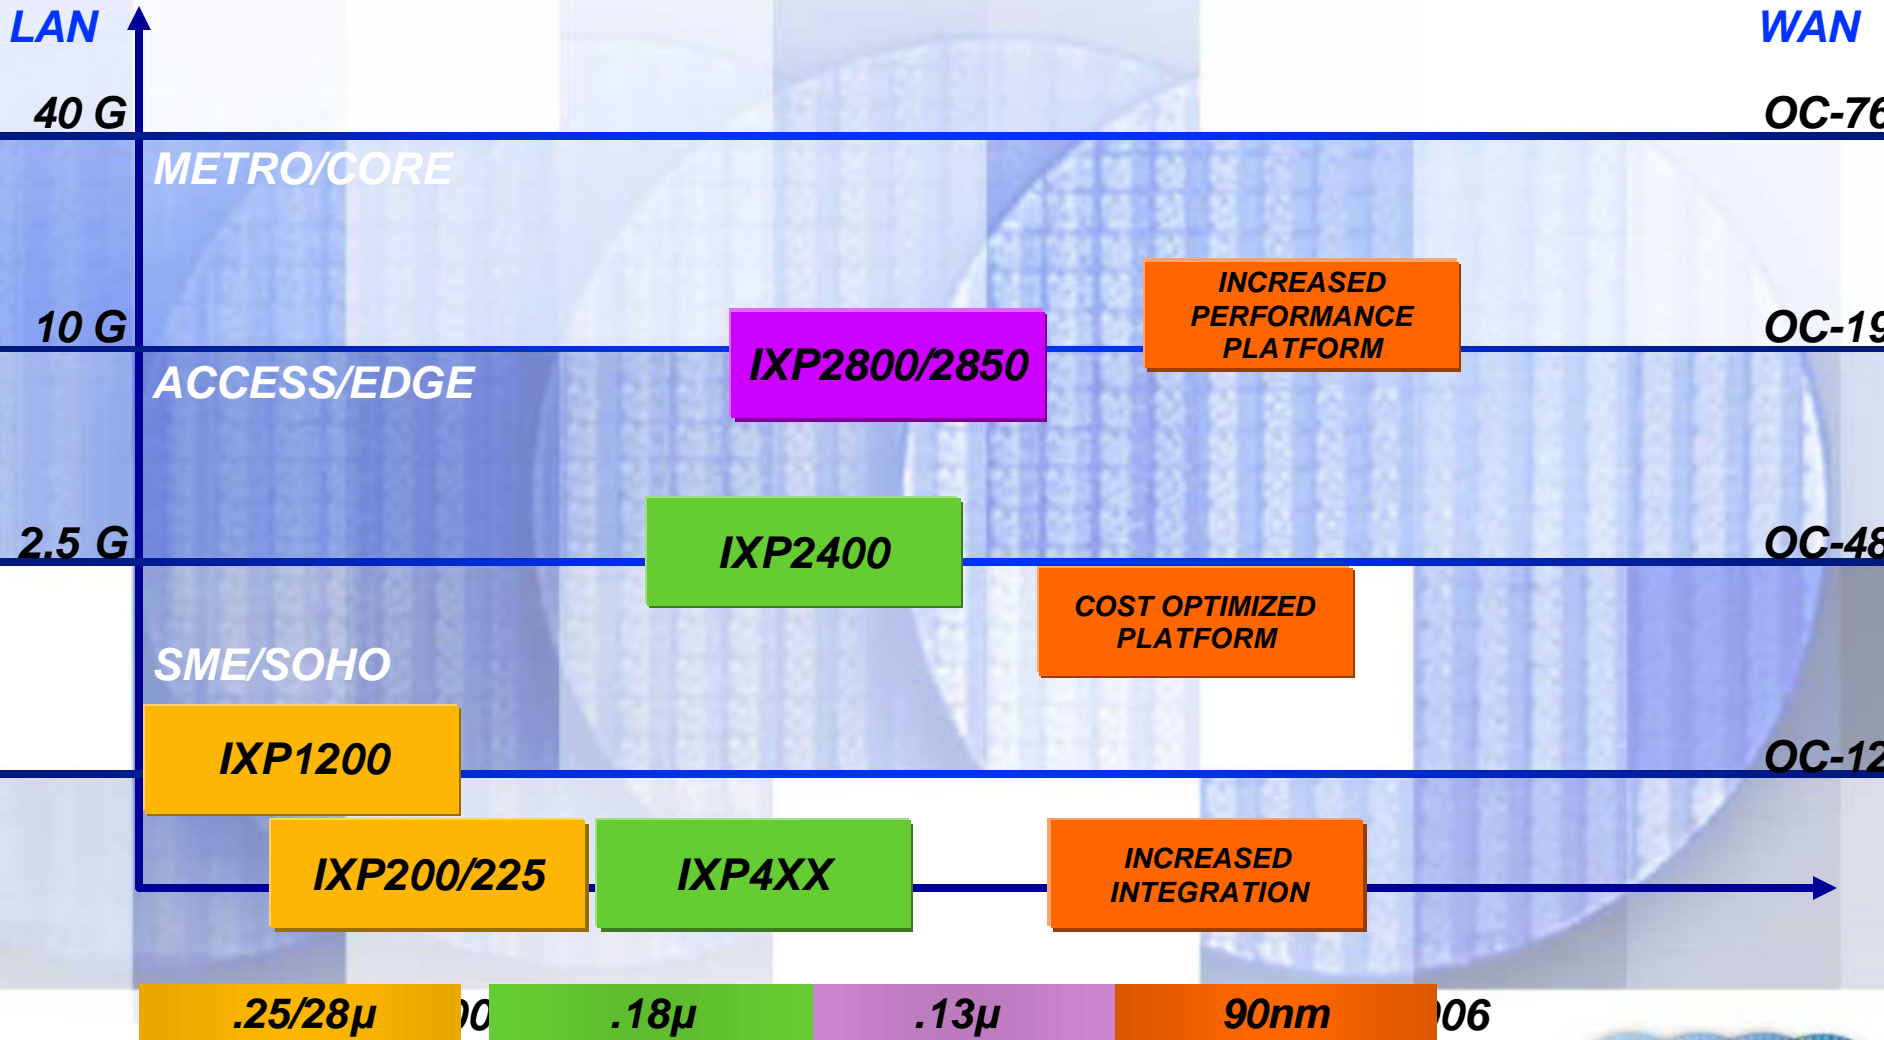 LAN
WAN
40 G
OC-76
METRO/CORE
INCREASED
PERFORMANCE
PLATFORM
10 G
OC-19
IXP2800/2850
ACCESS/EDGE
2.5 G
IXP2400
OC-48
COST OPTIMIZED
PLATFORM
SME/SOHO
IXP1200
OC-12
IXP200/225
IXP4XX
INCREASED
INTEGRATION
.25/28µ
.18µ
.13µ
90nm
06